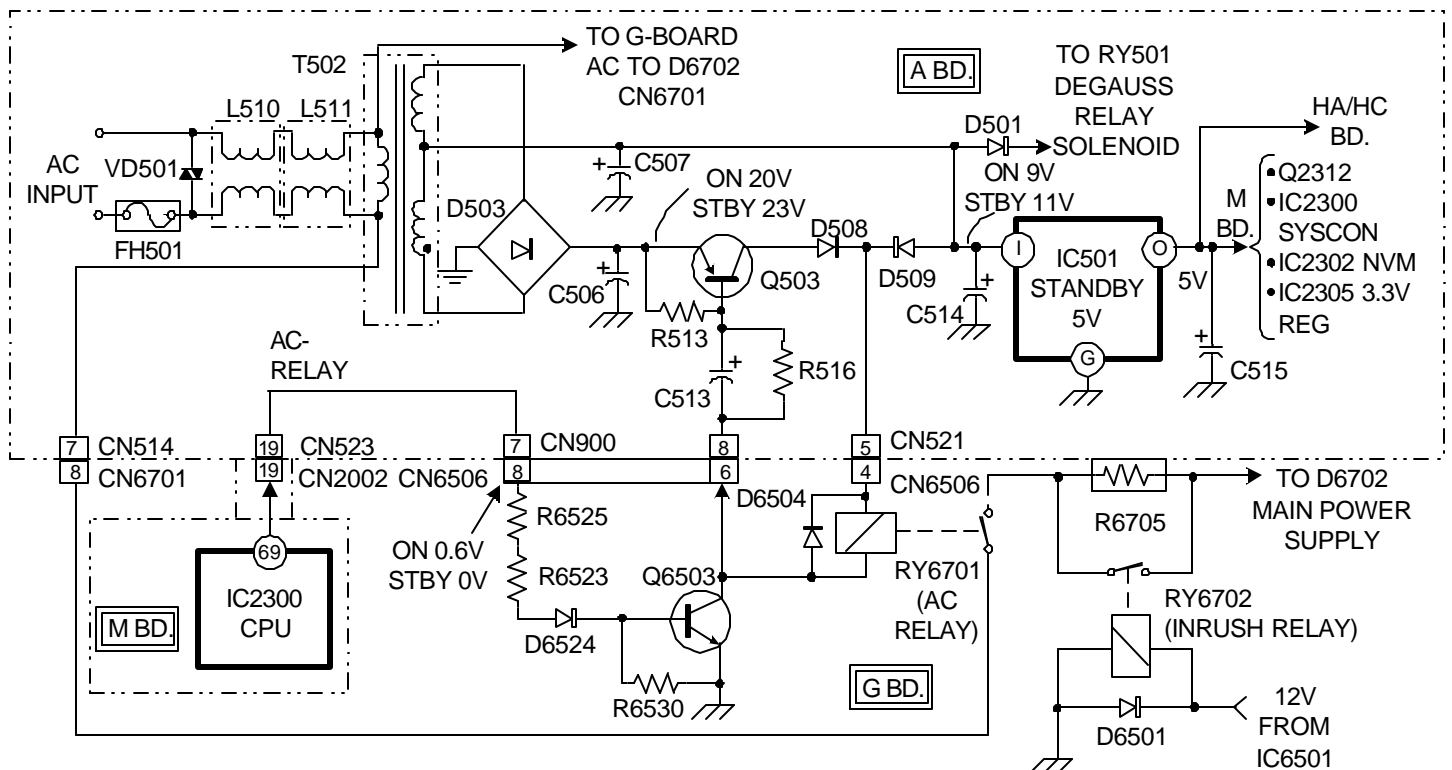 TO G-BOARD
AC TO D6702
CN6701
A BD.
TO RY501
DEGAUSS
RELAY
SOLENOID
HA/HC
BD.
T502
L510
L511
AC
INPUT
VD501
FH501
D503
+
C507
ON 20V
STBY 23V
D501
ON 9V
STBY 11V
M
BD.
•Q2312
•IC2300
SYSCON
•IC2302 NVM
•IC2305 3.3V
REG
D508
D509
I
IC501
STANDBY
5V
O
G
5V
+
C506
Q503
R513
+
C514
+
C515
+
C513
R516
AC-
RELAY
7
CN514
8
CN6701
19
CN523
19
CN2002
7
CN900
8
CN6506
8
6
5
CN521
4
CN6506
D6504
R6705
TO D6702
MAIN POWER
SUPPLY
ON 0.6V
STBY 0V
R6525
R6523
D6524
Q6503
R6530
69
IC2300
CPU
M BD.
RY6701
(AC
RELAY)
RY6702
(INRUSH RELAY)
G BD.
D6501
12V
FROM
IC6501